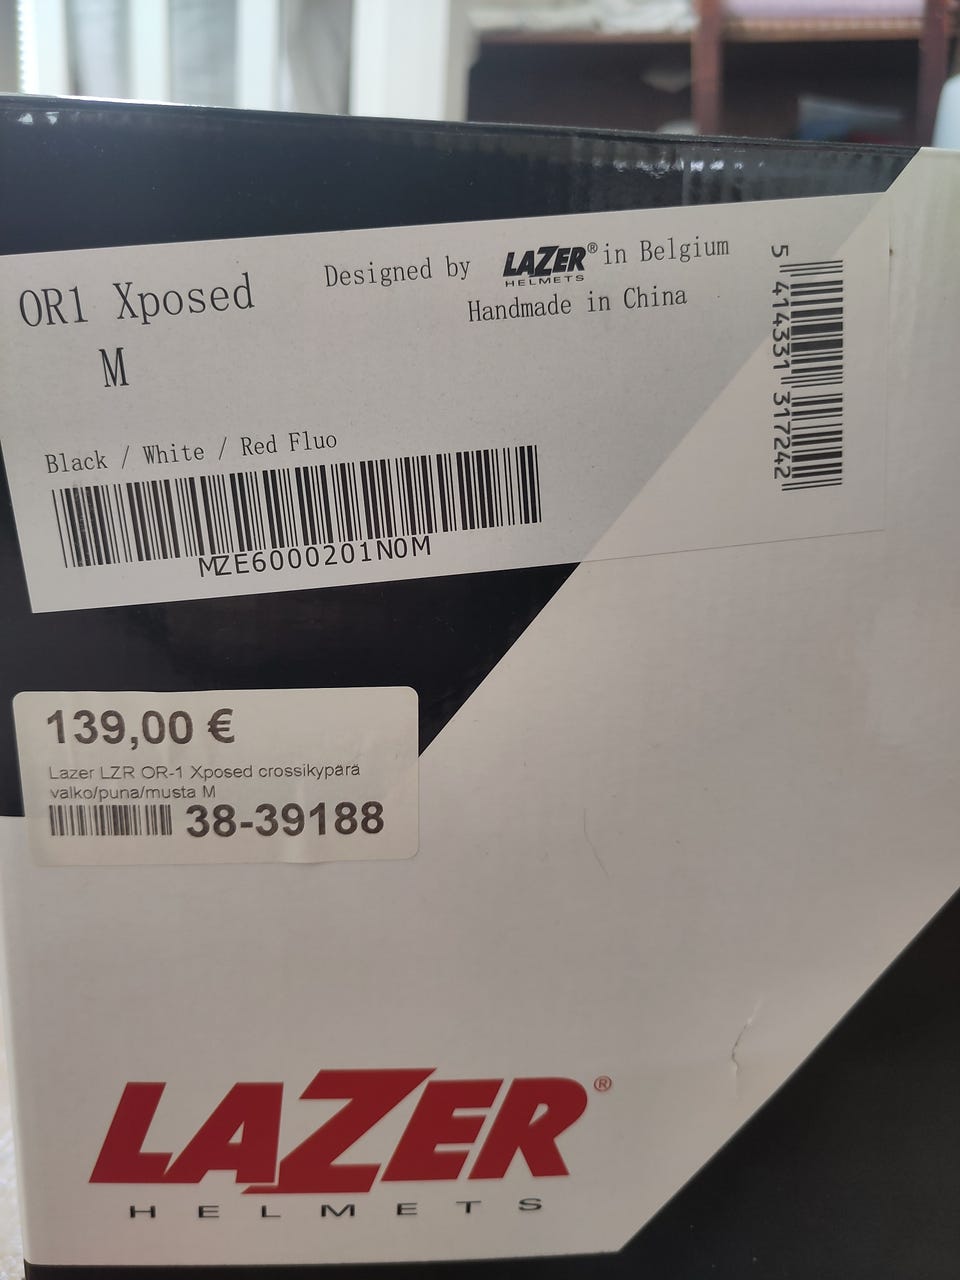 OR1 Xposed
M
Designed by LAZER® in Belgium
HELMETS
Handmade in China
Black / White / Red Fluo
MZE6000201N0M
5 414331 317242
139,00 €
Lazer LZR OR-1 Xposed crossikypärä
valko/puna/musta M
38-39188
LAZER®
HELMETS